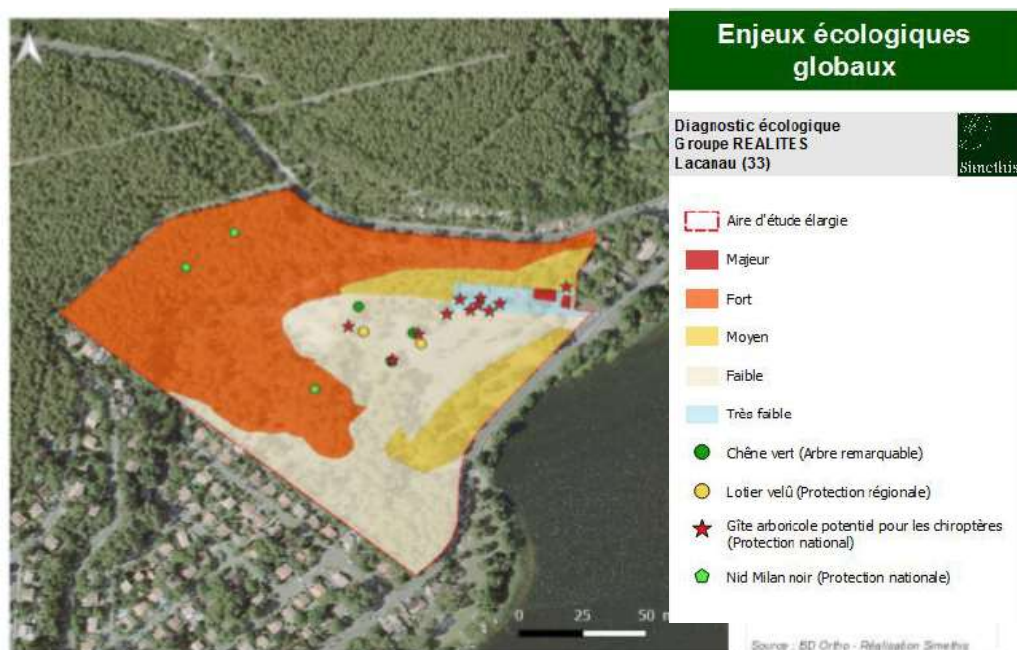 Enjeux écologiques
globaux
Diagnostic écologique
Groupe REALITES
Lacanau (33)
Simethis
Aire d'étude élargie
Majeur
Fort
Moyen
Faible
Très faible
Chêne vert (Arbre remarquable)
Lotier velû (Protection régionale)
Gîte arboricole potentiel pour les chiroptères
(Protection national)
Nid Milan noir (Protection nationale)
0 25 50 m
Source : BD Ortho - Réalisation Simethis